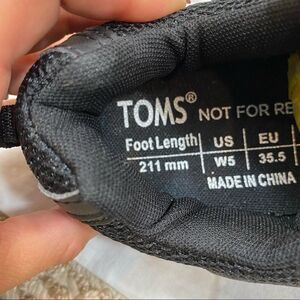 TOMS® NOT FOR RE
Foot Length US EU
211 mm W5 35.5
MADE IN CHINA